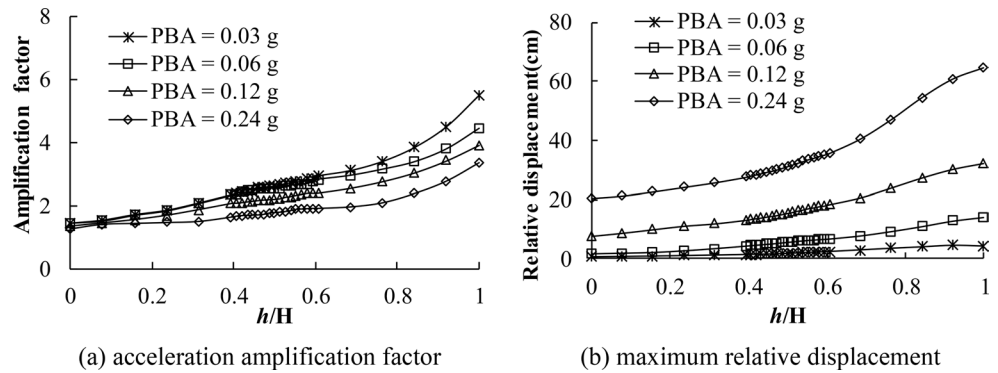 8
6
4
2
0
Amplification factor
PBA = 0.03 g
PBA = 0.06 g
PBA = 0.12 g
PBA = 0.24 g
0 0.2 0.4 0.6 0.8 1
h/H
(a) acceleration amplification factor
80
60
40
20
0
Relative displacement(cm)
PBA = 0.03 g
PBA = 0.06 g
PBA = 0.12 g
PBA = 0.24 g
0 0.2 0.4 0.6 0.8 1
h/H
(b) maximum relative displacement